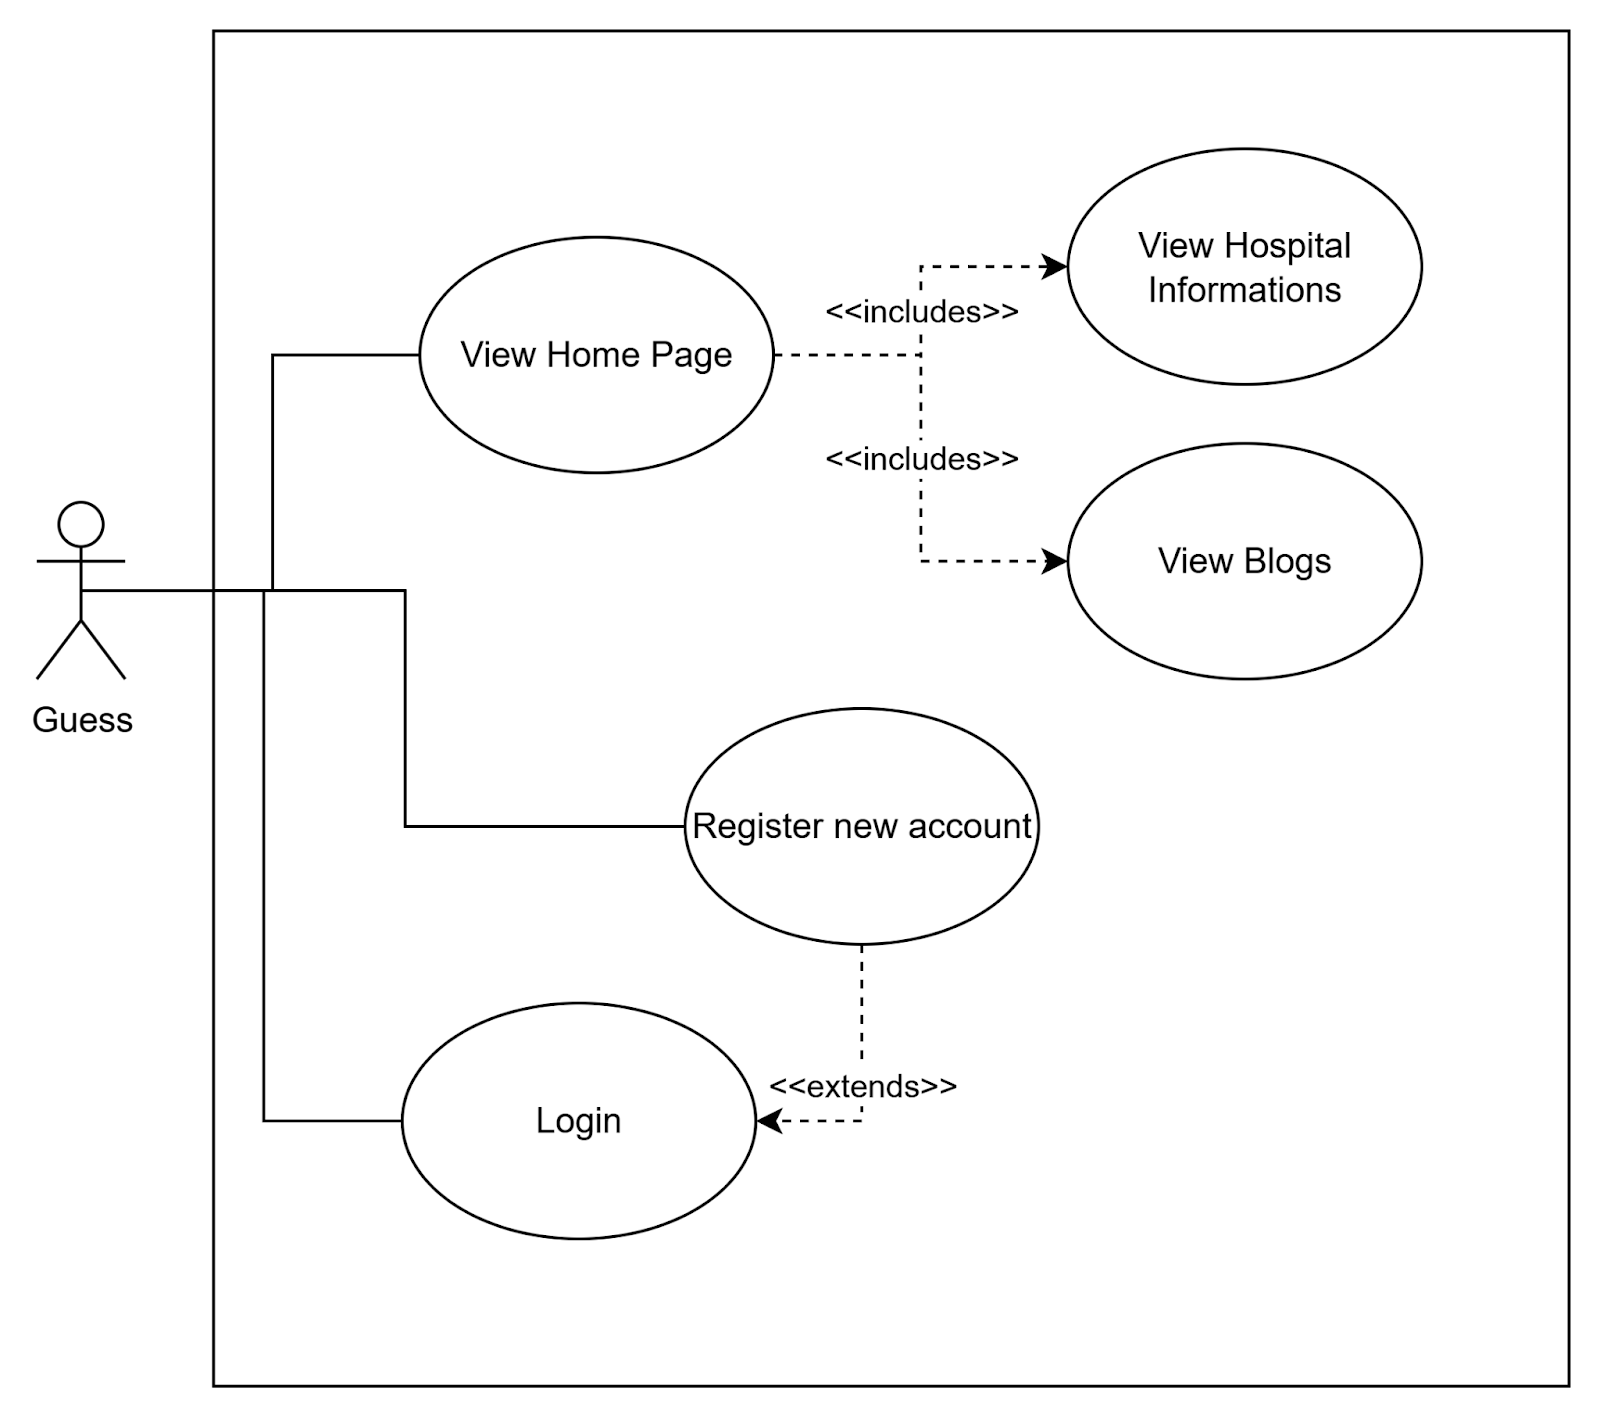 View Hospital
Informations
<<includes>>
View Home Page
<<includes>>
View Blogs
Guess
Register new account
<<extends>>
Login